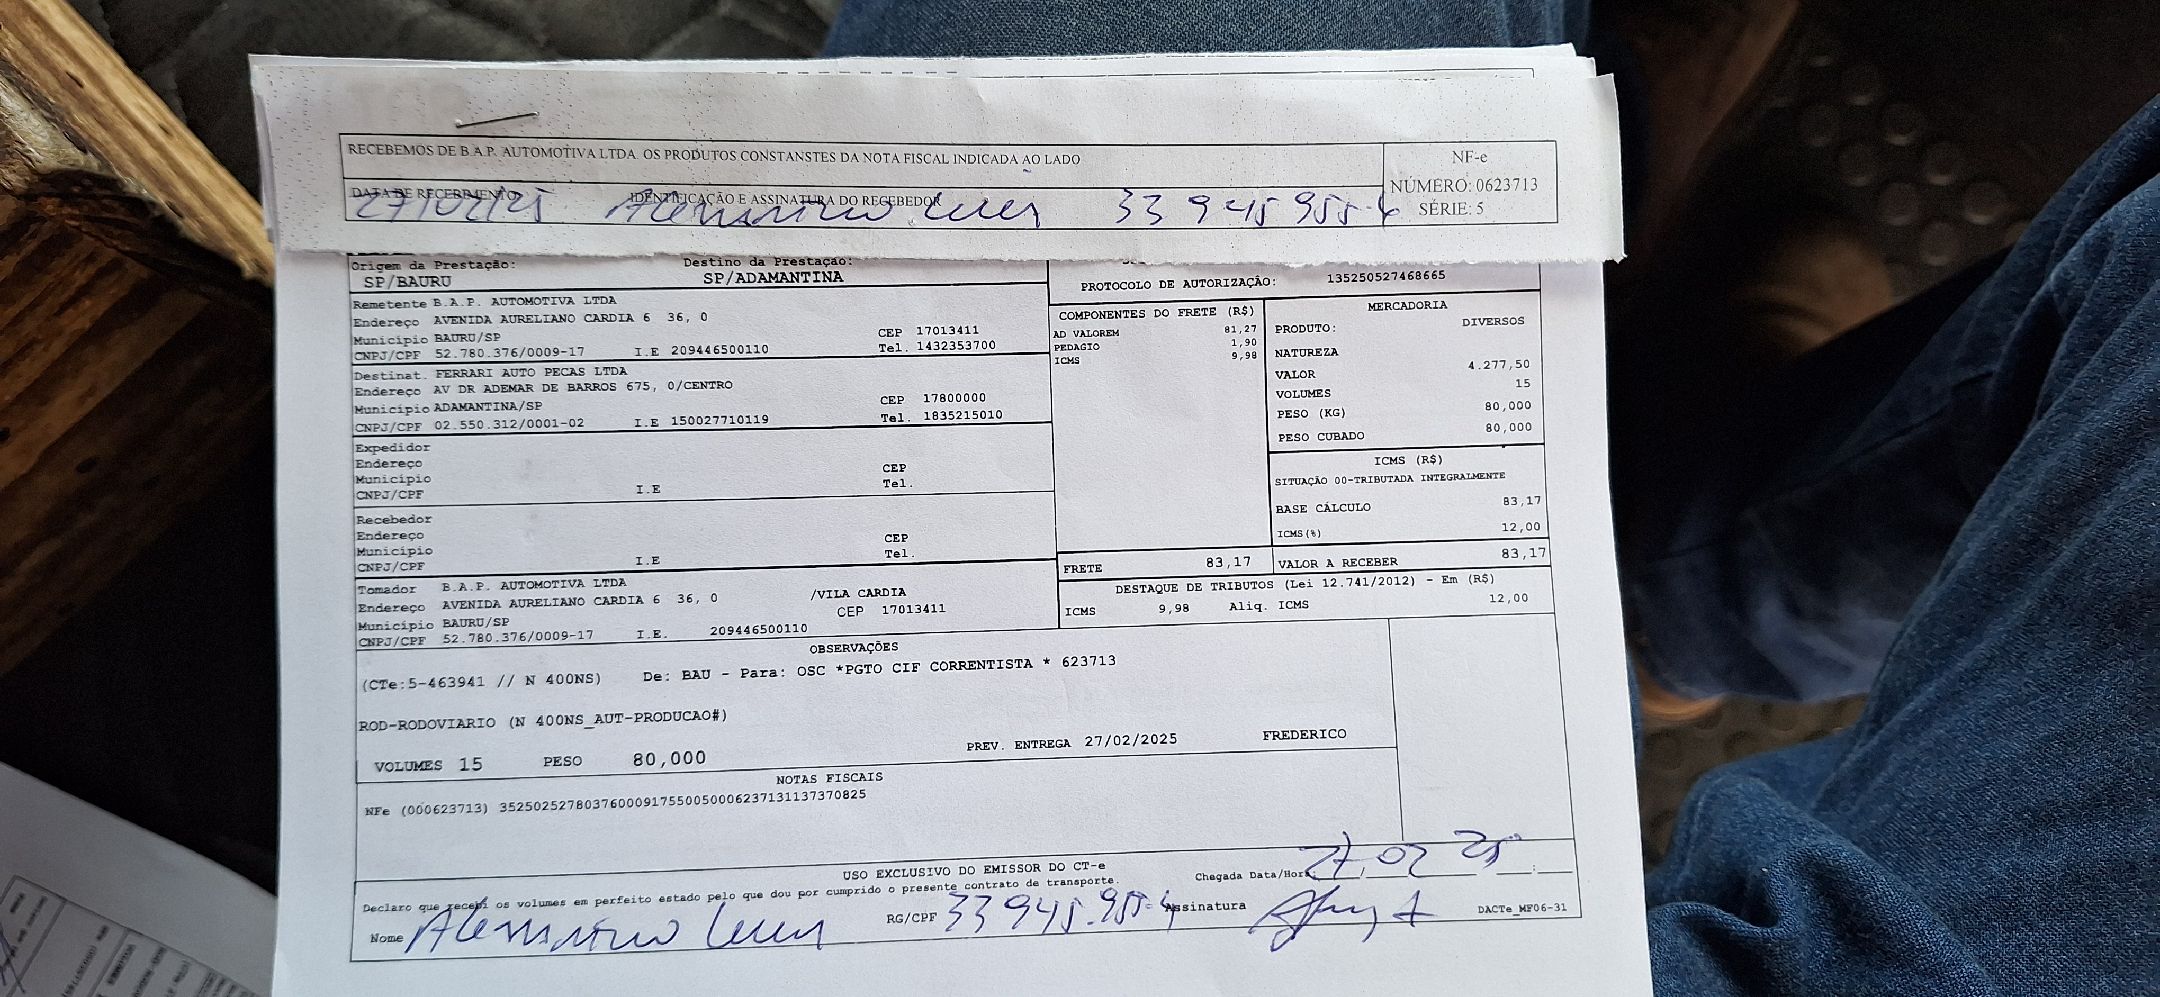 RECEBEMOS DE B.A.P. AUTOMOTIVA LTDA. OS PRODUTOS CONSTANSTES DA NOTA FISCAL INDICADA AO LADO
NF-e
NÚMERO: 0623713
SÉRIE: 5
DATA DE RECEBIMENTO
IDENTIFICAÇÃO E ASSINATURA DO RECEBEDOR
27/02/25 33 945 955-4
Origem da Prestação:
Destino da Prestação:
SP/BAURU
SP/ADAMANTINA
PROTOCOLO DE AUTORIZAÇÃO: 135250527468665
Remetente B.A.P. AUTOMOTIVA LTDA
Endereço AVENIDA AURELIANO CARDIA 6 36, 0
Município BAURU/SP CEP 17013411
CNPJ/CPF 52.780.376/0009-17 I.E 209446500110 Tel. 1432353700
Destinat. FERRARI AUTO PECAS LTDA
Endereço AV DR ADEMAR DE BARROS 675, 0/CENTRO
Município ADAMANTINA/SP CEP 17800000
CNPJ/CPF 02.550.312/0001-02 I.E 150027710119 Tel. 1835215010
Expedidor
Endereço CEP
Município Tel.
CNPJ/CPF I.E
Recebedor
Endereço CEP
Município Tel.
CNPJ/CPF I.E
Tomador B.A.P. AUTOMOTIVA LTDA
Endereço AVENIDA AURELIANO CARDIA 6 36, 0 /VILA CARDIA
Município BAURU/SP CEP 17013411
CNPJ/CPF 52.780.376/0009-17 I.E. 209446500110
COMPONENTES DO FRETE (R$)
AD VALOREM 81,27
PEDAGIO 1,90
ICMS 9,98
MERCADORIA
PRODUTO: DIVERSOS
NATUREZA
VALOR 4.277,50
VOLUMES 15
PESO (KG) 80,000
PESO CUBADO 80,000
ICMS (R$)
SITUAÇÃO 00-TRIBUTADA INTEGRALMENTE
BASE CÁLCULO 83,17
ICMS(%) 12,00
FRETE 83,17 VALOR A RECEBER 83,17
DESTAQUE DE TRIBUTOS (Lei 12.741/2012) - Em (R$)
ICMS 9,98 Aliq. ICMS 12,00
OBSERVAÇÕES
(CTe:5-463941 // N 400NS) De: BAU - Para: OSC *PGTO CIF CORRENTISTA * 623713
ROD-RODOVIARIO (N 400NS_AUT-PRODUCAO#)
VOLUMES 15 PESO 80,000 PREV. ENTREGA 27/02/2025 FREDERICO
NOTAS FISCAIS
NFe (000623713) 35250252780376000917550050006237131137370825
USO EXCLUSIVO DO EMISSOR DO CT-e
Declaro que recebi os volumes em perfeito estado pelo que dou por cumprido o presente contrato de transporte.
Chegada Data/Hora: 27 02 25
Nome RG/CPF 33 945.955-4 Assinatura
DACTe_MF06-31